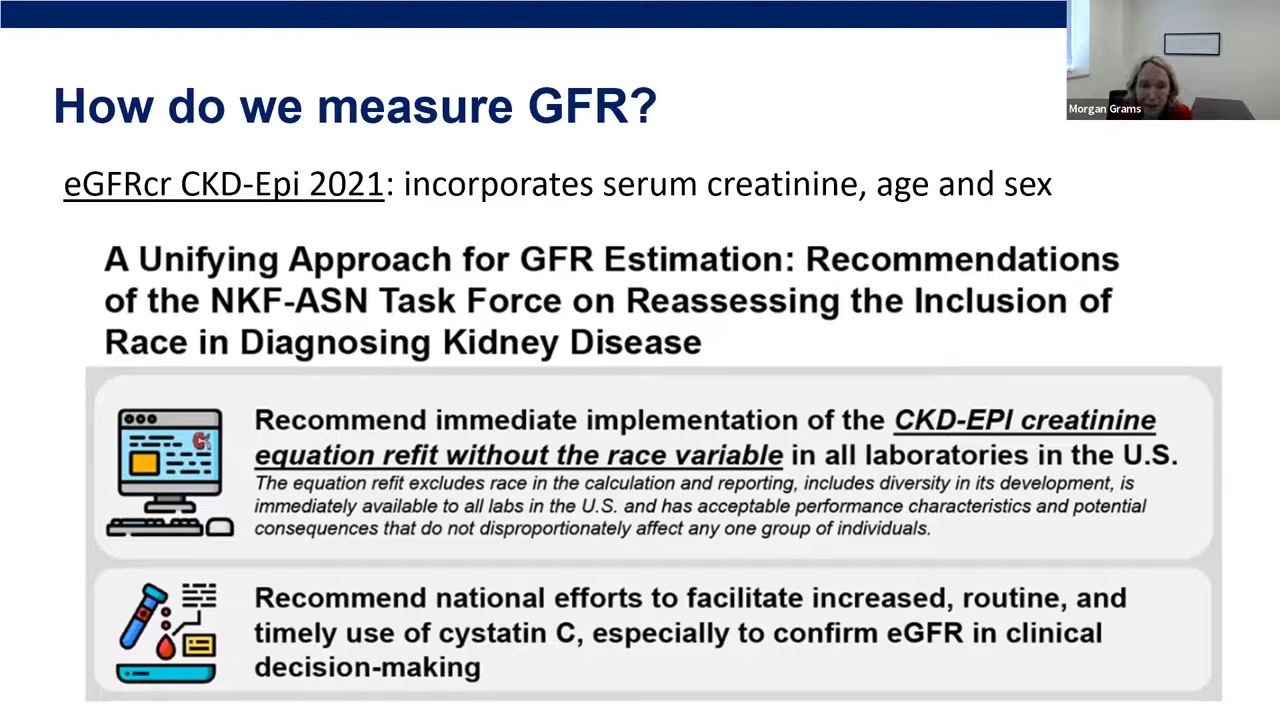 How do we measure GFR?
Morgan Grams
eGFRcr CKD-Epi 2021: incorporates serum creatinine, age and sex
A Unifying Approach for GFR Estimation: Recommendations
of the NKF-ASN Task Force on Reassessing the Inclusion of
Race in Diagnosing Kidney Disease
Recommend immediate implementation of the CKD-EPI creatinine
equation refit without the race variable in all laboratories in the U.S.
The equation refit excludes race in the calculation and reporting, includes diversity in its development, is
immediately available to all labs in the U.S. and has acceptable performance characteristics and potential
consequences that do not disproportionately affect any one group of individuals.
Recommend national efforts to facilitate increased, routine, and
timely use of cystatin C, especially to confirm eGFR in clinical
decision-making